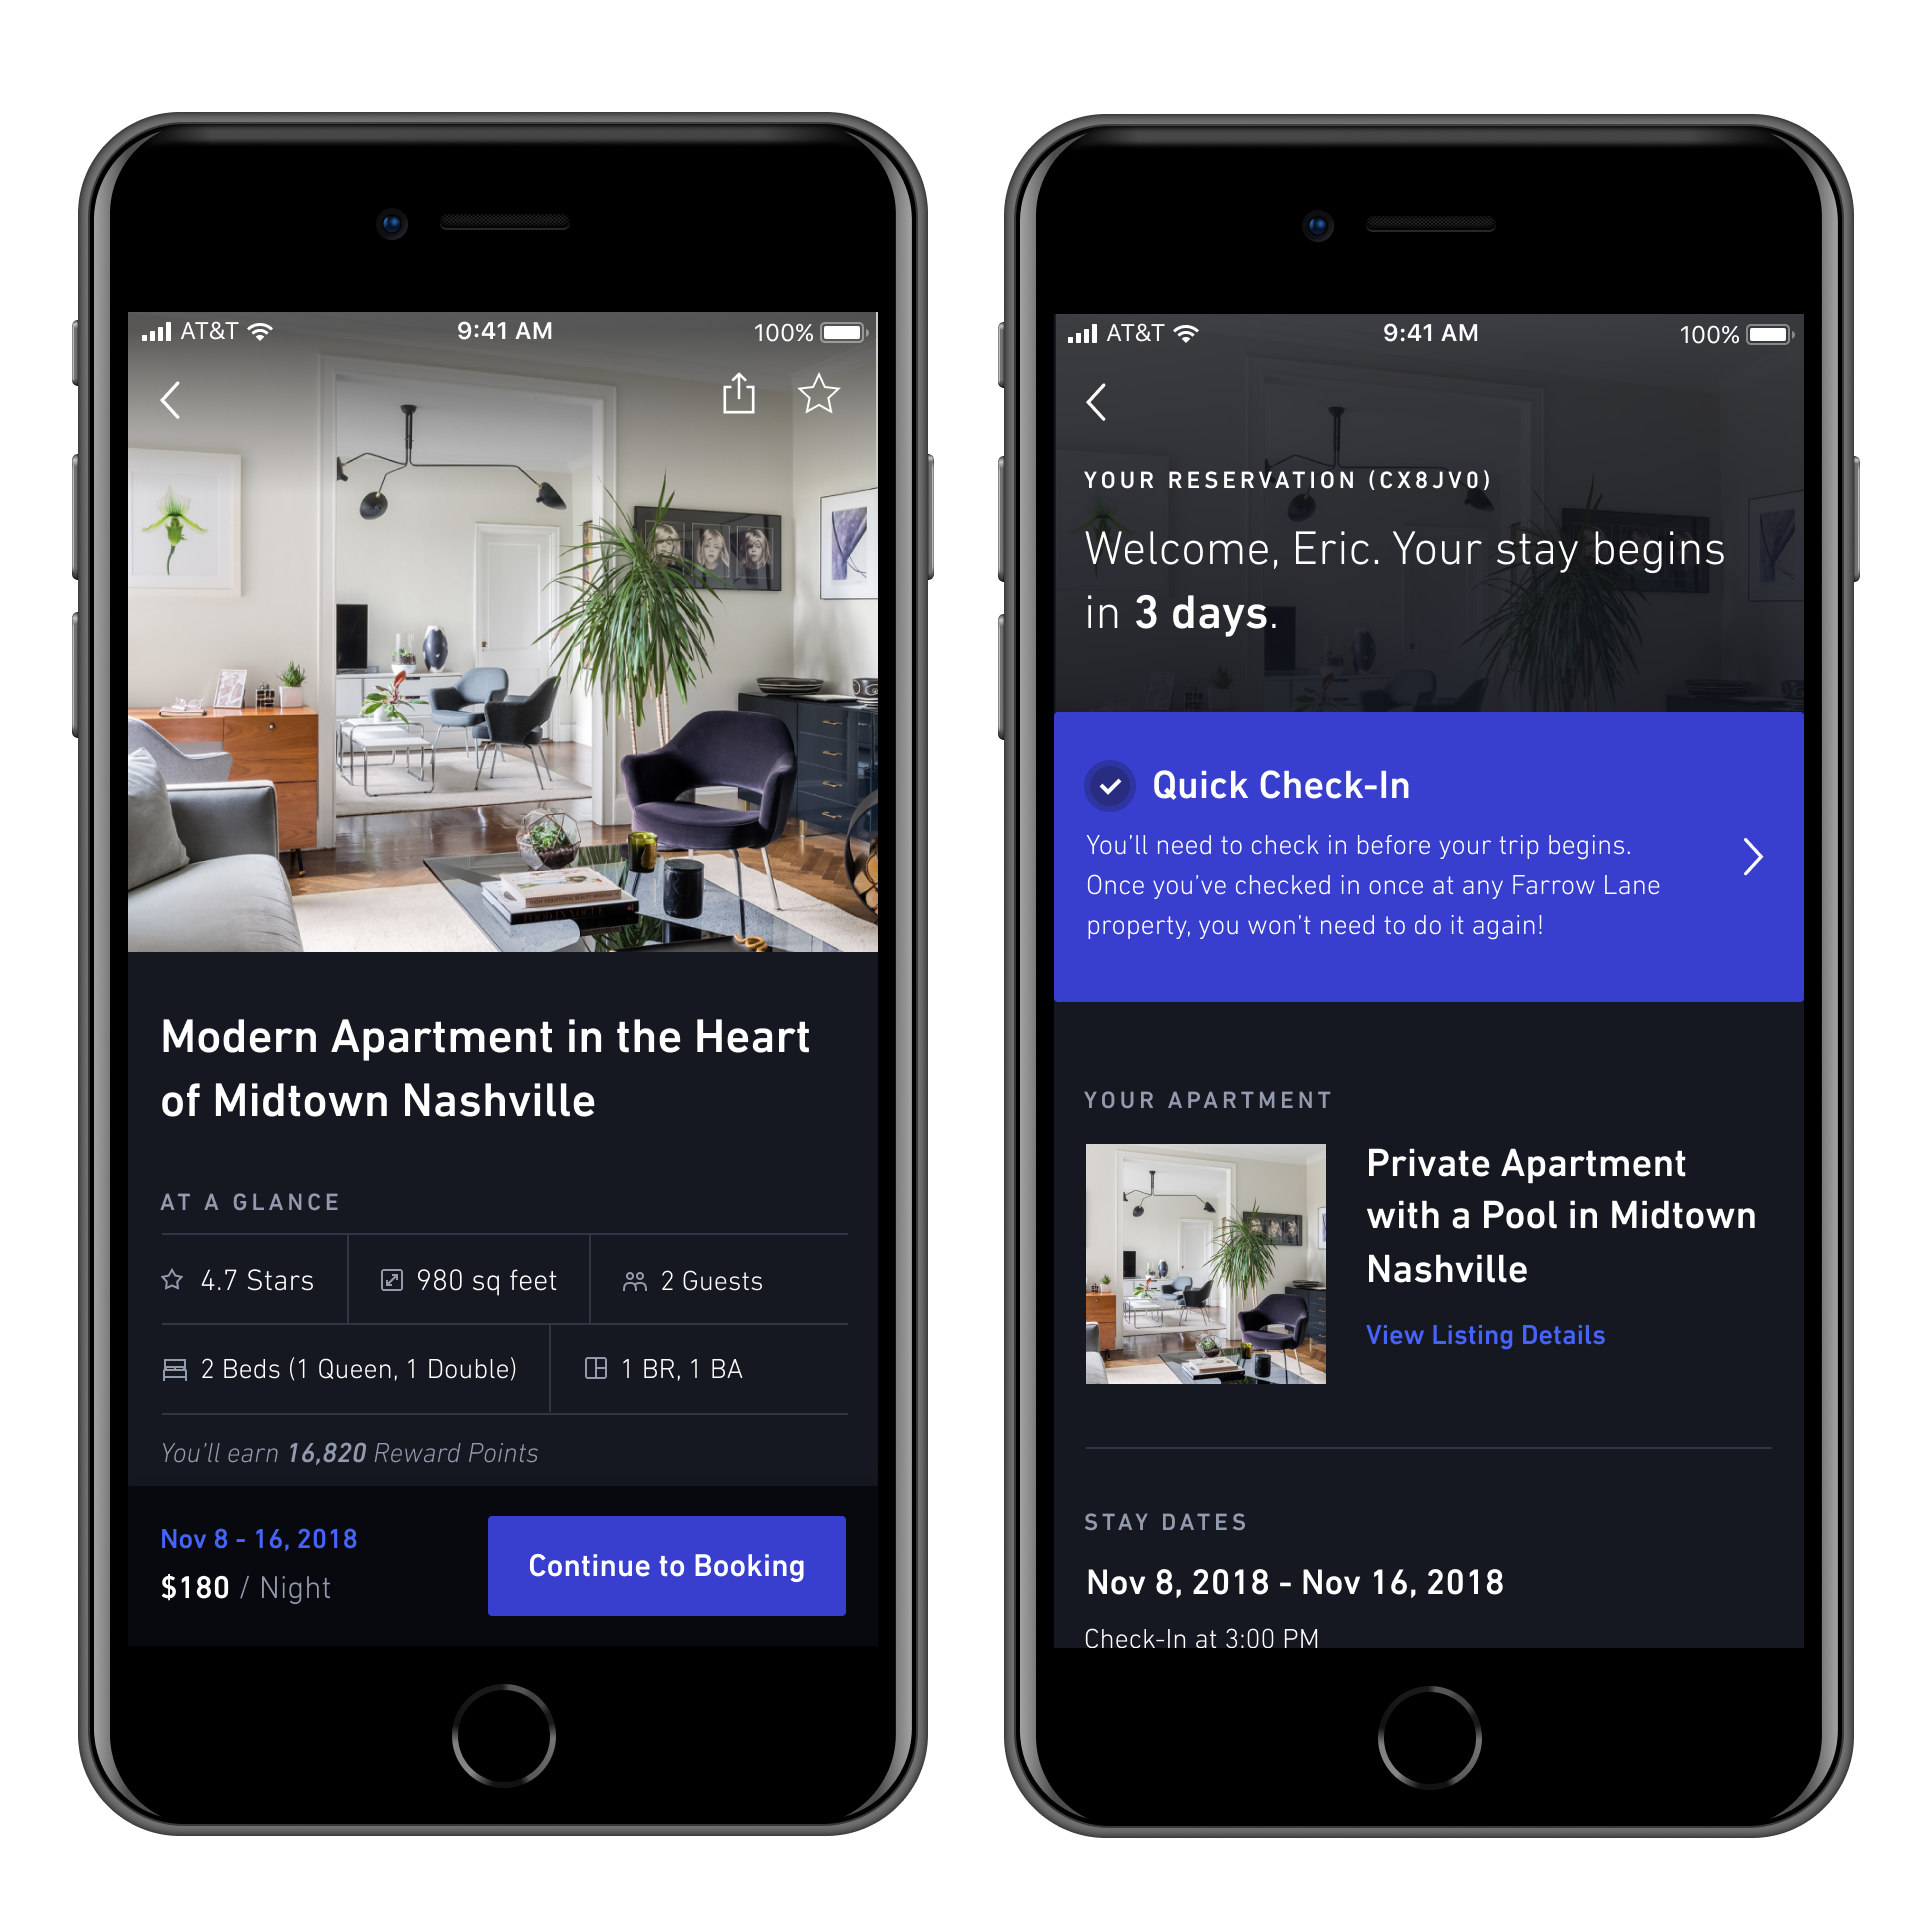 AT&T 9:41 AM 100%
Modern Apartment in the Heart
of Midtown Nashville
AT A GLANCE
4.7 Stars 980 sq feet 2 Guests
2 Beds (1 Queen, 1 Double) 1 BR, 1 BA
You'll earn 16,820 Reward Points
Nov 8 - 16, 2018
$180 / Night
Continue to Booking
AT&T 9:41 AM 100%
YOUR RESERVATION (CX8JV0)
Welcome, Eric. Your stay begins
in 3 days.
Quick Check-In
You'll need to check in before your trip begins.
Once you've checked in once at any Farrow Lane
property, you won't need to do it again!
YOUR APARTMENT
Private Apartment
with a Pool in Midtown
Nashville
View Listing Details
STAY DATES
Nov 8, 2018 - Nov 16, 2018
Check-In at 3:00 PM